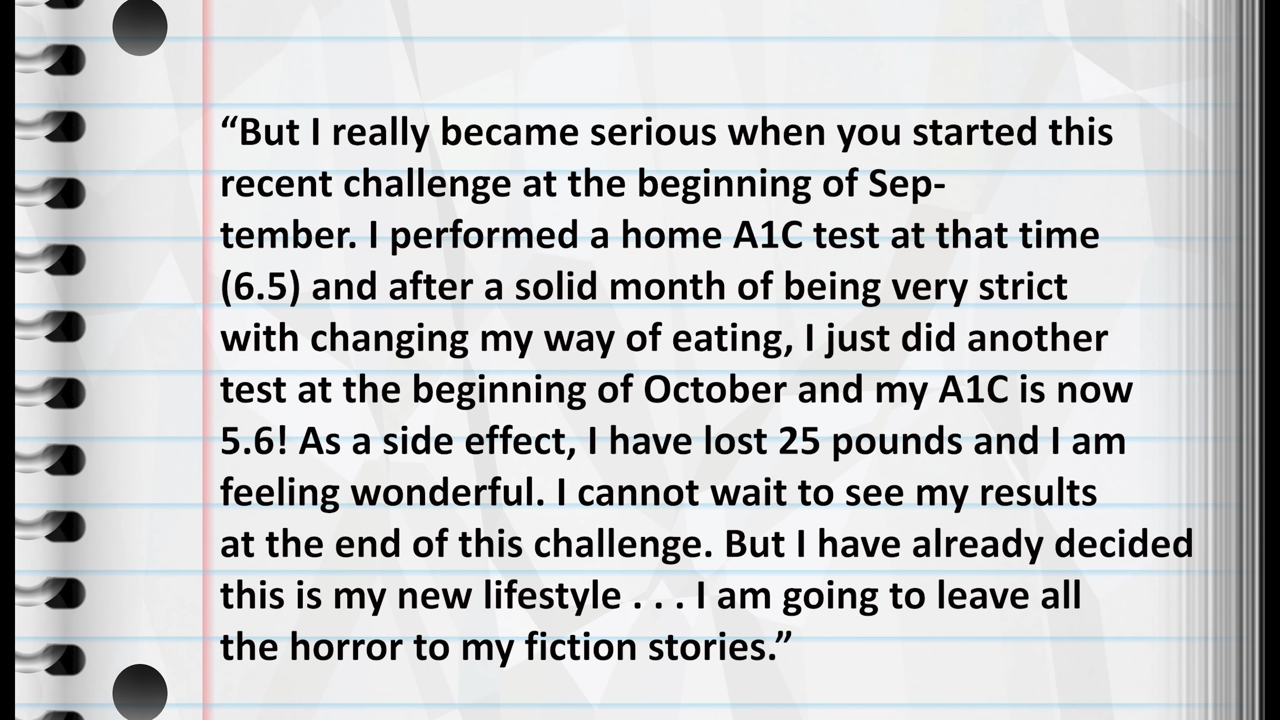 “But I really became serious when you started this
recent challenge at the beginning of Sep-
tember. I performed a home A1C test at that time
(6.5) and after a solid month of being very strict
with changing my way of eating, I just did another
test at the beginning of October and my A1C is now
5.6! As a side effect, I have lost 25 pounds and I am
feeling wonderful. I cannot wait to see my results
at the end of this challenge. But I have already decided
this is my new lifestyle . . . I am going to leave all
the horror to my fiction stories.”